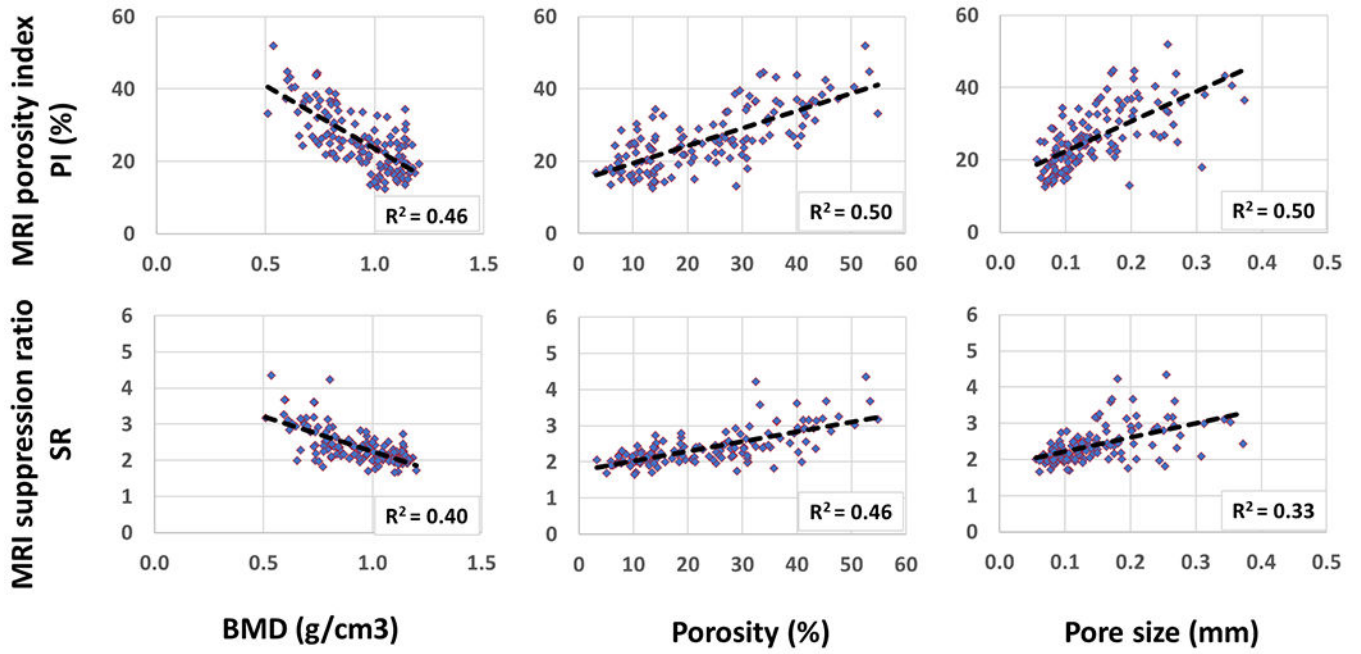 MRI porosity index
PI (%)
60
40
20
0
0.0 0.5 1.0 1.5
R² = 0.46
60
50
40
30
20
10
0
0 10 20 30 40 50 60
R² = 0.50
60
40
20
0
0.0 0.1 0.2 0.3 0.4 0.5
R² = 0.50
MRI suppression ratio
SR
6
5
4
3
2
1
0
0.0 0.5 1.0 1.5
R² = 0.40
6
5
4
3
2
1
0
0 10 20 30 40 50 60
R² = 0.46
6
5
4
3
2
1
0
0.0 0.1 0.2 0.3 0.4 0.5
R² = 0.33
BMD (g/cm3)
Porosity (%)
Pore size (mm)